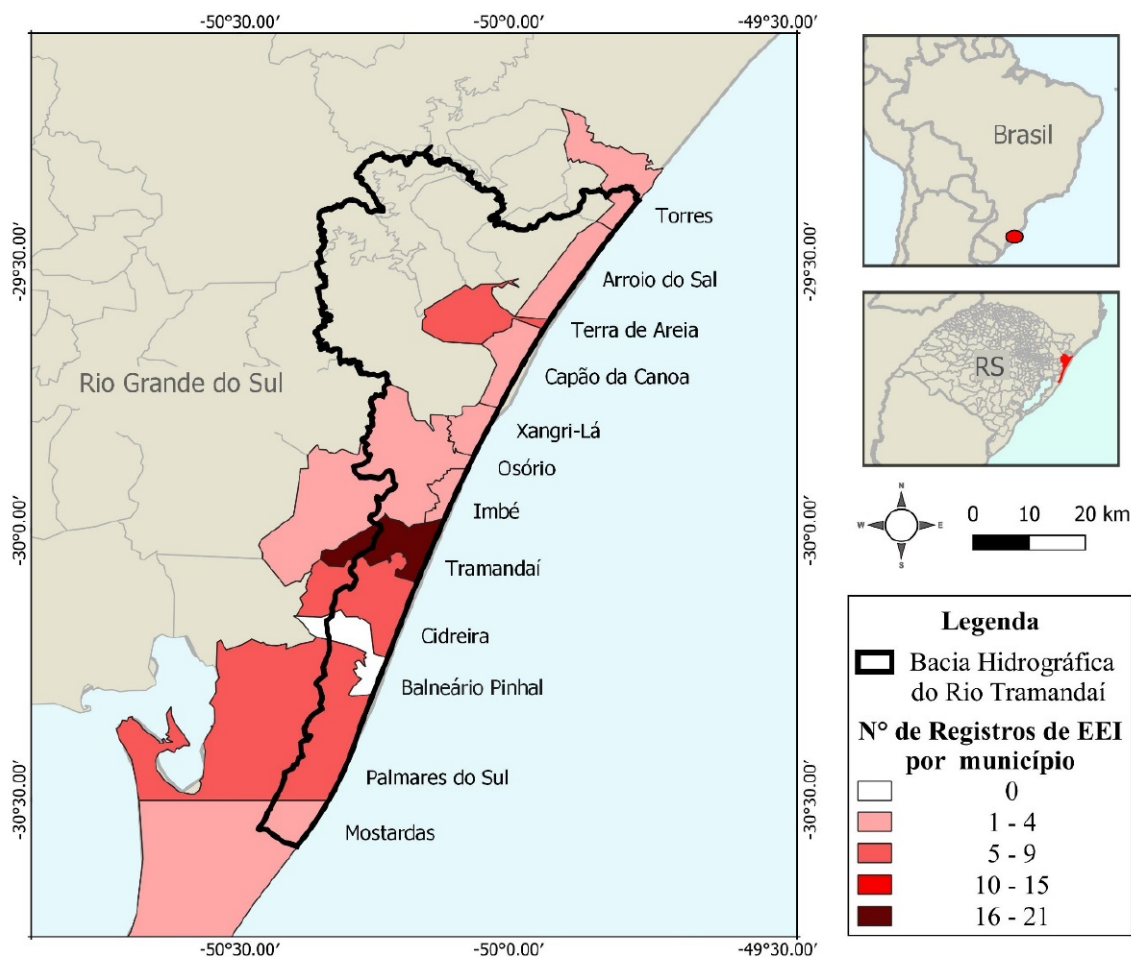 -50°30.00' -50°0.00' -49°30.00'
-29°30.00' -29°30.00'
-30°0.00' -30°0.00'
-30°30.00' -30°30.00'
Rio Grande do Sul
Torres
Arroio do Sal
Terra de Areia
Capão da Canoa
Xangri-Lá
Osório
Imbé
Tramandaí
Cidreira
Balneário Pinhal
Palmares do Sul
Mostardas
-50°30.00' -50°0.00' -49°30.00'
Brasil
RS
N
W E
S
0 10 20 km
Legenda
Bacia Hidrográfica
do Rio Tramandaí
N° de Registros de EEI
por município
0
1 - 4
5 - 9
10 - 15
16 - 21